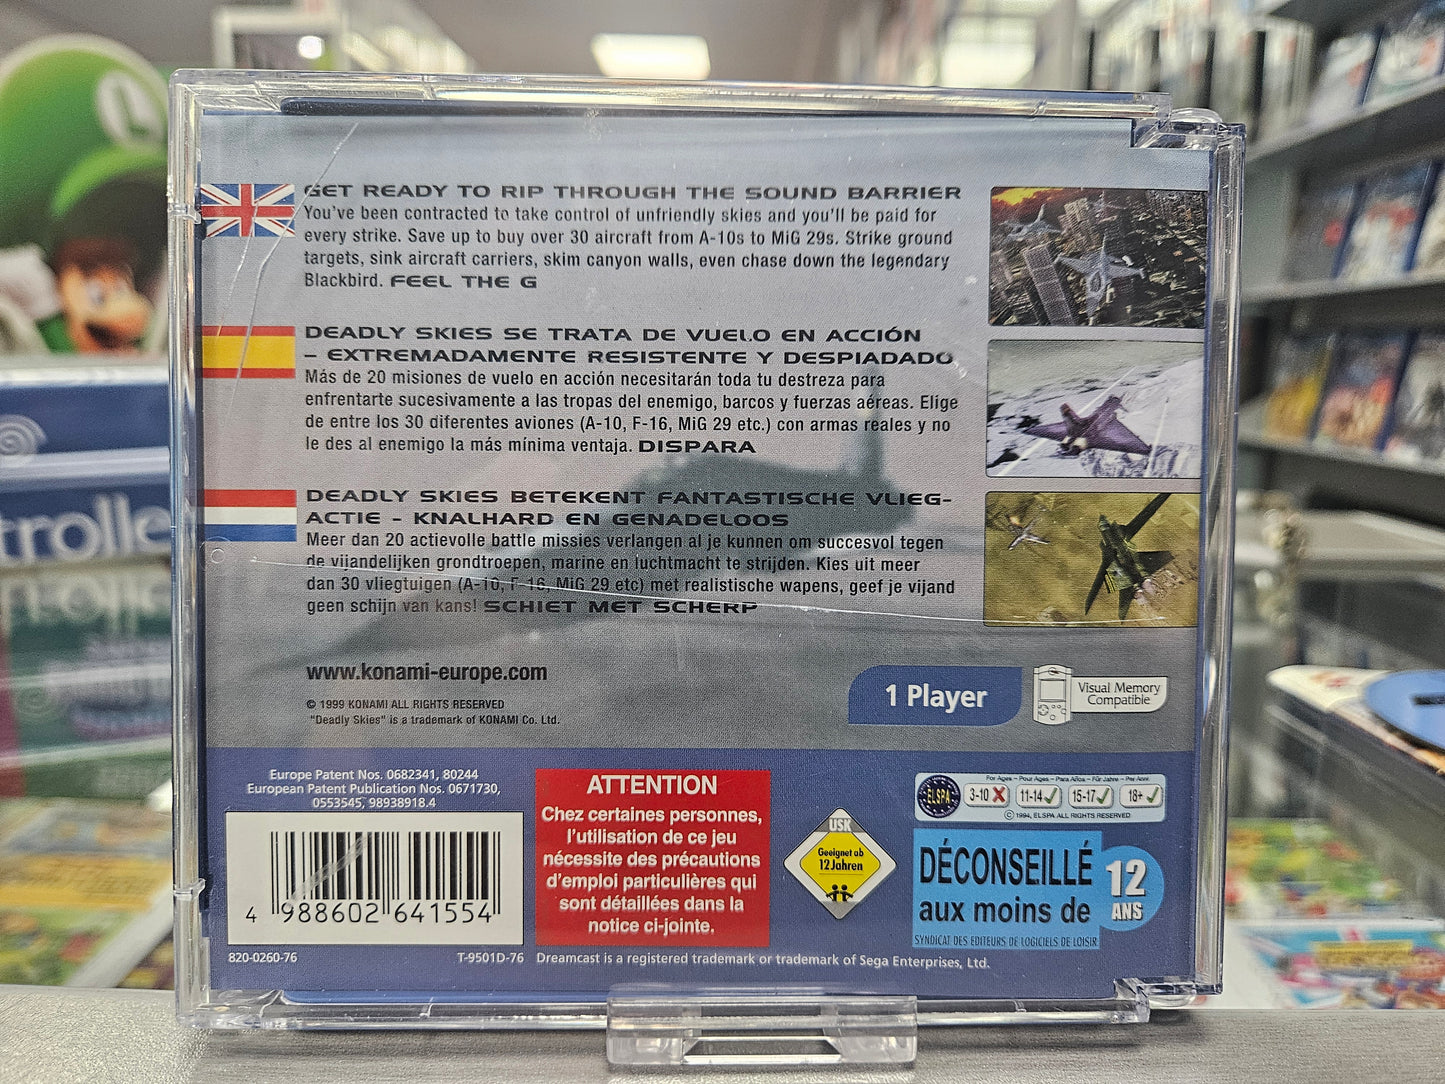 GET READY TO RIP THROUGH THE SOUND BARRIER
You've been contracted to take control of unfriendly skies and you'll be paid for
every strike. Save up to buy over 30 aircraft from A-10s to MiG 29s. Strike ground
targets, sink aircraft carriers, skim canyon walls, even chase down the legendary
Blackbird. FEEL THE G
DEADLY SKIES SE TRATA DE VUELO EN ACCIÓN
– EXTREMADAMENTE RESISTENTE Y DESPIADADO
Más de 20 misiones de vuelo en acción necesitarán toda tu destreza para
enfrentarte sucesivamente a las tropas del enemigo, barcos y fuerzas aéreas. Elige
de entre los 30 diferentes aviones (A-10, F-16, MiG 29 etc.) con armas reales y no
le des al enemigo la más mínima ventaja. DISPARA
DEADLY SKIES BETEKENT FANTASTISCHE VLIEG-
ACTIE - KNALHARD EN GENADELOOS
Meer dan 20 actievolle battle missies verlangen al je kunnen om succesvol tegen
de vijandelijken grondtroepen, marine en luchtmacht te strijden. Kies uit meer
dan 30 vliegtuigen (A-10, F-16, MiG 29 etc) met realistische wapens, geef je vijand
geen schijn van kans! SCHIET MET SCHERP
www.konami-europe.com
© 1999 KONAMI ALL RIGHTS RESERVED
"Deadly Skies" is a trademark of KONAMI Co. Ltd.
1 Player
Visual Memory
Compatible
Europe Patent Nos. 0682341, 80244
European Patent Publication Nos. 0671730,
0553545, 98938918.4
4 988602 641554
820-0260-76
T-9501D-76
ATTENTION
Chez certaines personnes,
l'utilisation de ce jeu
nécessite des précautions
d'emploi particulières qui
sont détaillées dans la
notice ci-jointe.
USK
Geeignet ab
12 Jahren
For Ages – Pour Ages – Para Años – Für Jahre – Per Anni
ELSPA
3-10
11-14
15-17
18+
© 1994, ELSPA ALL RIGHTS RESERVED
DÉCONSEILLÉ
aux moins de
12
ANS
SYNDICAT DES EDITEURS DE LOGICIELS DE LOISIR
Dreamcast is a registered trademark or trademark of Sega Enterprises, Ltd.
trolle
L